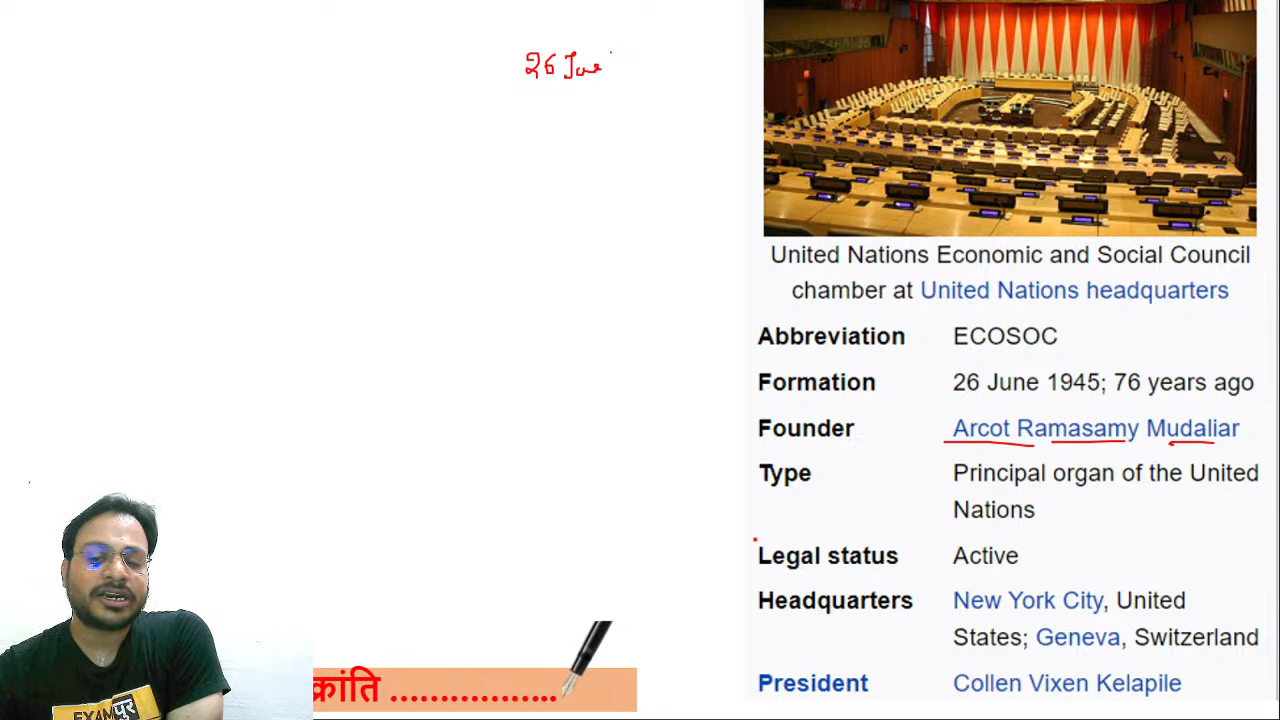 26 June
United Nations Economic and Social Council
chamber at United Nations headquarters
Abbreviation ECOSOC
Formation 26 June 1945; 76 years ago
Founder Arcot Ramasamy Mudaliar
Type Principal organ of the United
Nations
Legal status Active
Headquarters New York City, United
States; Geneva, Switzerland
President Collen Vixen Kelapile
क्रांति .................
EXAMपुर